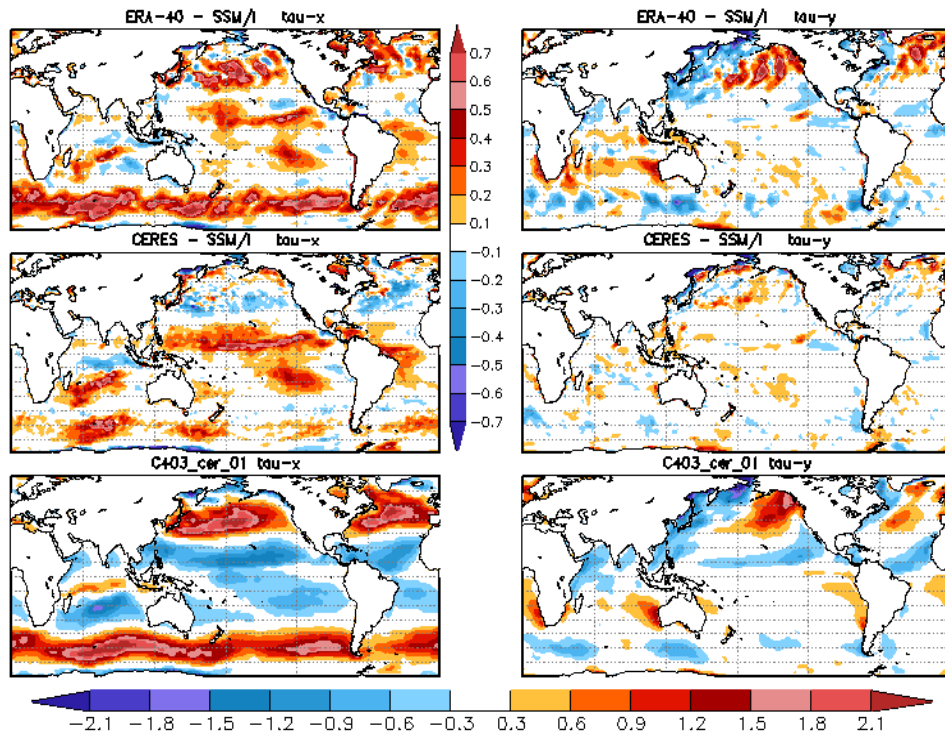 ERA-40 - SSM/I tau-x
ERA-40 - SSM/I tau-y
0.7
0.6
0.5
0.4
0.3
0.2
0.1
-0.1
-0.2
-0.3
-0.4
-0.5
-0.6
-0.7
CERES - SSM/I tau-x
CERES - SSM/I tau-y
C403_cer_01 tau-x
C403_cer_01 tau-y
-2.1 -1.8 -1.5 -1.2 -0.9 -0.6 -0.3 0.3 0.6 0.9 1.2 1.5 1.8 2.1